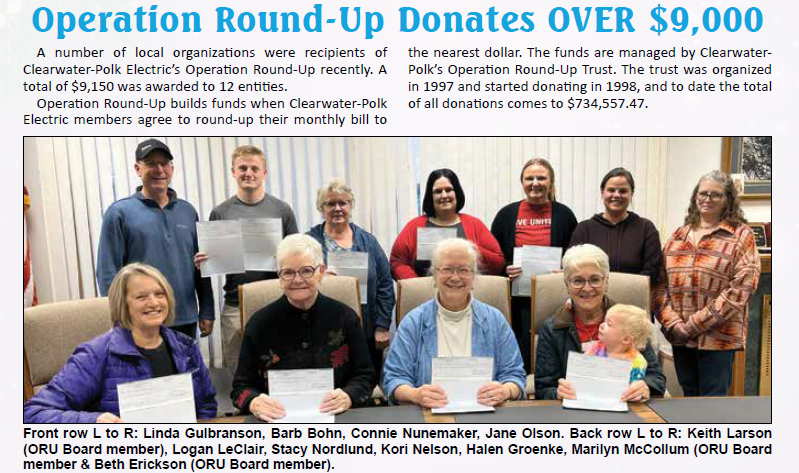 Operation Round-Up Donates OVER $9,000
A number of local organizations were recipients of
Clearwater-Polk Electric's Operation Round-Up recently. A
total of $9,150 was awarded to 12 entities.
Operation Round-Up builds funds when Clearwater-Polk
Electric members agree to round-up their monthly bill to
the nearest dollar. The funds are managed by Clearwater-
Polk's Operation Round-Up Trust. The trust was organized
in 1997 and started donating in 1998, and to date the total
of all donations comes to $734,557.47.
Front row L to R: Linda Gulbranson, Barb Bohn, Connie Nunemaker, Jane Olson. Back row L to R: Keith Larson
(ORU Board member), Logan LeClair, Stacy Nordlund, Kori Nelson, Halen Groenke, Marilyn McCollum (ORU Board
member & Beth Erickson (ORU Board member).